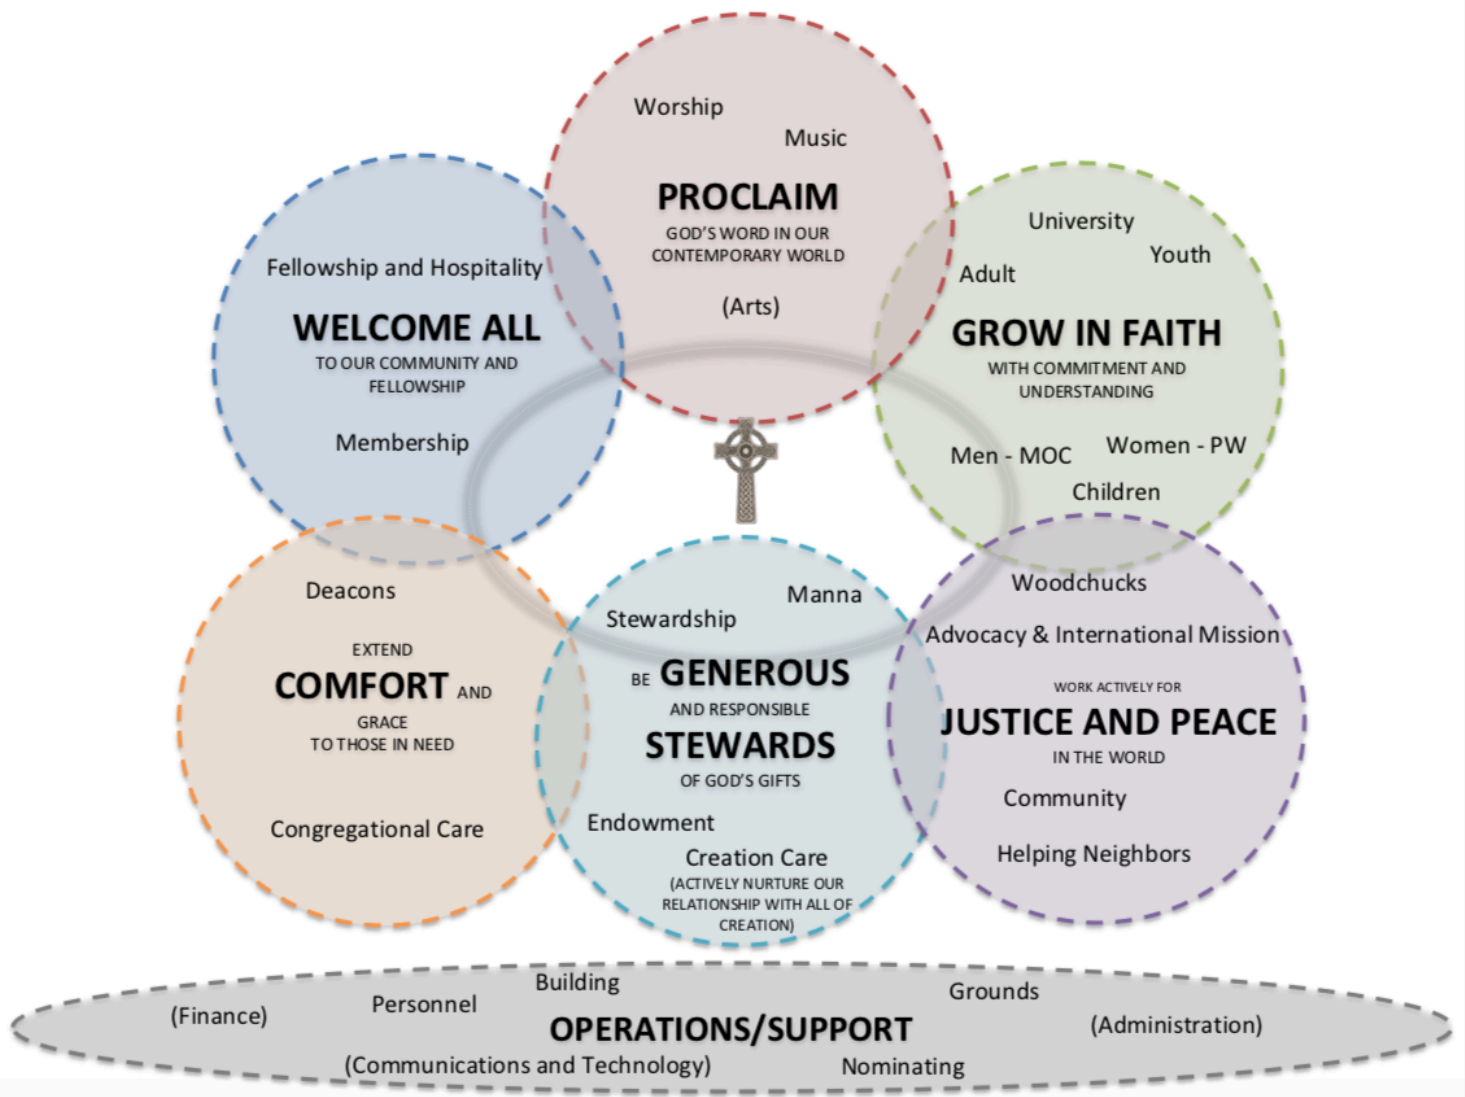 Worship
Music
PROCLAIM
GOD'S WORD IN OUR
CONTEMPORARY WORLD
(Arts)
Fellowship and Hospitality
WELCOME ALL
TO OUR COMMUNITY AND
FELLOWSHIP
Membership
University
Youth
Adult
GROW IN FAITH
WITH COMMITMENT AND
UNDERSTANDING
Men - MOC
Women - PW
Children
Deacons
EXTEND
COMFORT AND
GRACE
TO THOSE IN NEED
Congregational Care
Manna
Stewardship
BE GENEROUS
AND RESPONSIBLE
STEWARDS
OF GOD'S GIFTS
Endowment
Creation Care
(ACTIVELY NURTURE OUR
RELATIONSHIP WITH ALL OF
CREATION)
Woodchucks
Advocacy & International Mission
WORK ACTIVELY FOR
JUSTICE AND PEACE
IN THE WORLD
Community
Helping Neighbors
Building
Grounds
Personnel
(Finance)
OPERATIONS/SUPPORT
(Administration)
(Communications and Technology)
Nominating